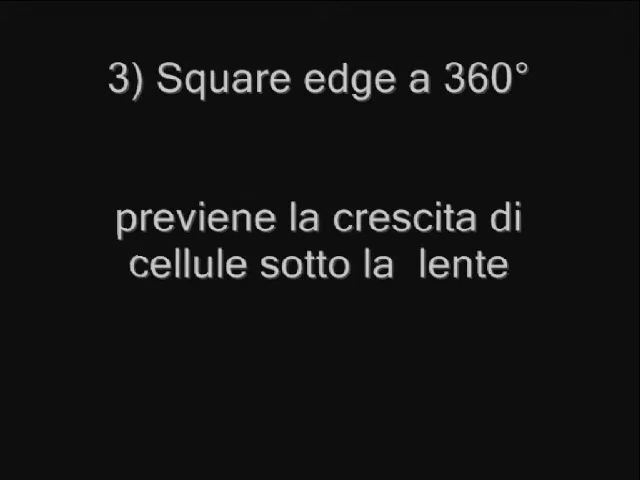 3) Square edge a 360°
previene la crescita di
cellule sotto la  lente